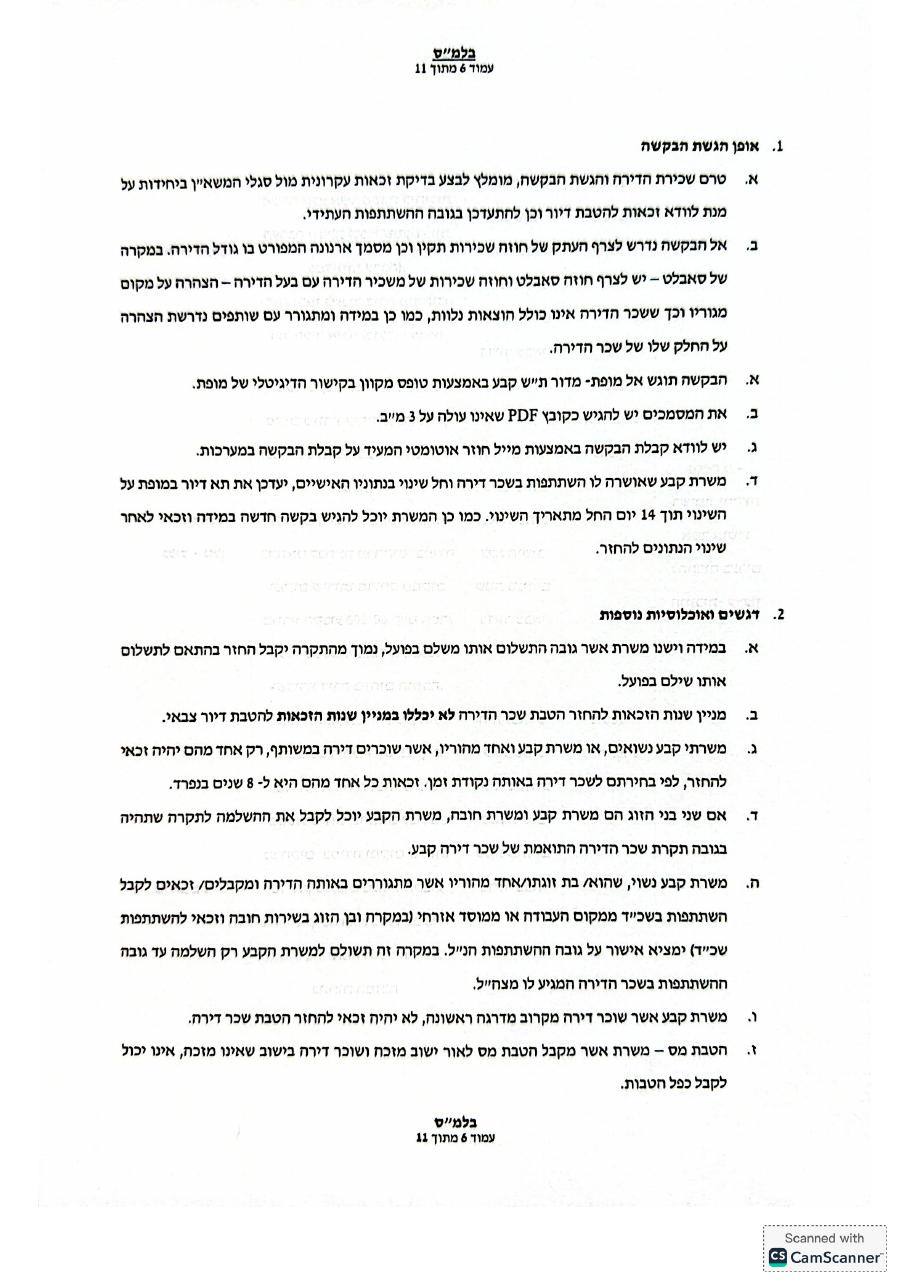 בלמ"ס
עמוד 6 מתוך 11
1. אופן הגשת הבקשה
א. טרם שכירת הדירה והגשת הבקשה, מומלץ לבצע בדיקת זכאות עקרונית מול סגלי המשא"ן ביחידות על
מנת לוודא זכאות להטבת דיור וכן להתעדכן בגובה ההשתתפות העתידי.
ב. אל הבקשה נדרש לצרף העתק של חוזה שכירות תקין וכן מסמך ארנונה המפורט בו גודל הדירה. במקרה
של סאבלט – יש לצרף חוזה סאבלט וחוזה שכירות של משכיר הדירה עם בעל הדירה – הצהרה על מקום
מגוריו וכך ששכר הדירה אינו כולל הוצאות נלוות, כמו כן במידה ומתגורר עם שותפים נדרשת הצהרה
על החלק שלו של שכר הדירה.
א. הבקשה תוגש אל מופת- מדור ת"ש קבע באמצעות טופס מקוון בקישור הדיגיטלי של מופת.
ב. את המסמכים יש להגיש כקובץ PDF שאינו עולה על 3 מ"ב.
ג. יש לוודא קבלת הבקשה באמצעות מייל חוזר אוטומטי המעיד על קבלת הבקשה במערכות.
ד. משרת קבע שאושרה לו השתתפות בשכר דירה וחל שינוי בנתוניו האישיים, יעדכן את תא דיור במופת על
השינוי תוך 14 יום החל מתאריך השינוי. כמו כן המשרת יוכל להגיש בקשה חדשה במידה וזכאי לאחר
שינוי הנתונים להחזר.
2. דגשים ואוכלוסיות נוספות
א. במידה וישנו משרת אשר גובה התשלום אותו משלם בפועל, נמוך מהתקרה יקבל החזר בהתאם לתשלום
אותו שילם בפועל.
ב. מניין שנות הזכאות להחזר הטבת שכר הדירה לא יכללו במניין שנות הזכאות להטבת דיור צבאי.
ג. משרתי קבע נשואים, או משרת קבע ואחד מהוריו, אשר שוכרים דירה במשותף, רק אחד מהם יהיה זכאי
להחזר, לפי בחירתם לשכר דירה באותה נקודת זמן. זכאות כל אחד מהם היא ל- 8 שנים בנפרד.
ד. אם שני בני הזוג הם משרת קבע ומשרת חובה, משרת הקבע יוכל לקבל את ההשלמה לתקרה שתהיה
בגובה תקרת שכר הדירה התואמת של שכר דירה קבע.
ה. משרת קבע נשוי, שהוא/ בת זוגתו/אחד מהוריו אשר מתגוררים באותה הדירה ומקבלים/ זכאים לקבל
השתתפות בשכ"ד ממקום העבודה או ממוסד אזרחי (במקרה ובן הזוג בשירות חובה וזכאי להשתתפות
שכ"ד) ימציא אישור על גובה ההשתתפות הנ"ל. במקרה זה תשולם למשרת הקבע רק השלמה עד גובה
ההשתתפות בשכר הדירה המגיע לו מצה"ל.
ו. משרת קבע אשר שוכר דירה מקרוב מדרגה ראשונה, לא יהיה זכאי להחזר הטבת שכר דירה.
ז. הטבת מס – משרת אשר מקבל הטבת מס לאור ישוב מזכה ושוכר דירה בישוב שאינו מזכה, אינו יכול
לקבל כפל הטבות.
בלמ"ס
עמוד 6 מתוך 11
Scanned with
CS CamScanner